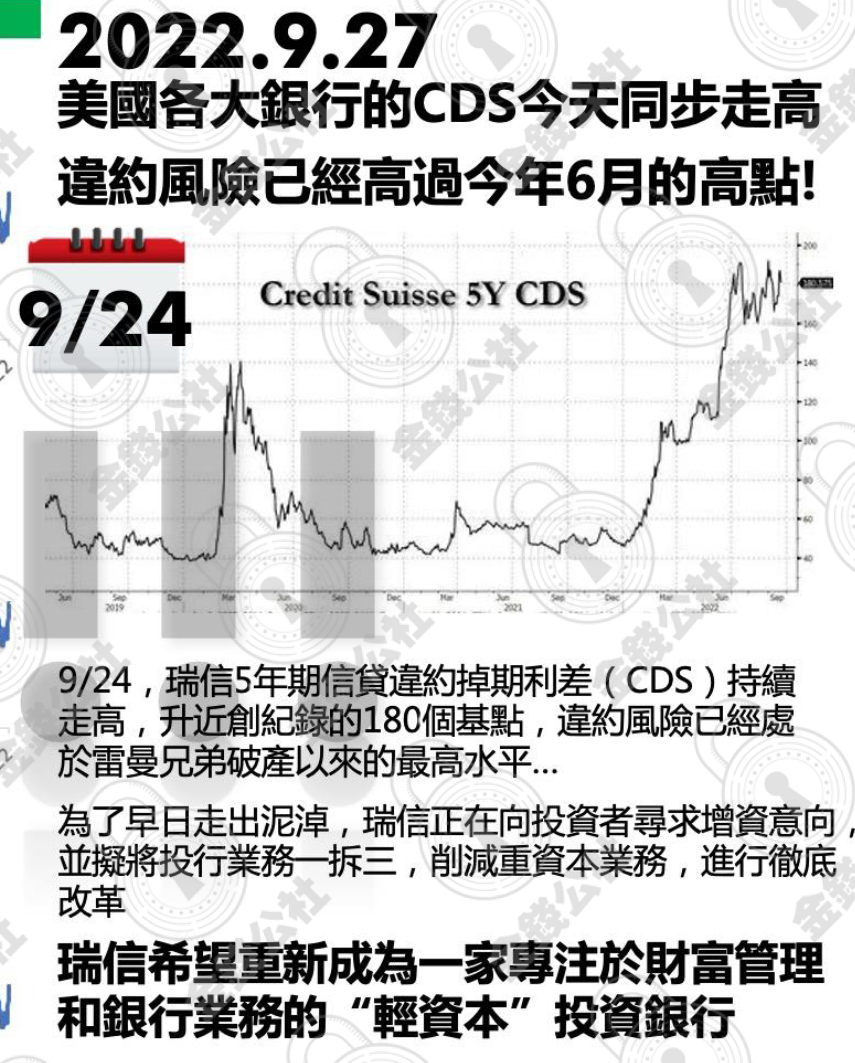 2022.9.27
美國各大銀行的CDS今天同步走高
違約風險已經高過今年6月的高點!
9/24
Credit Suisse 5Y CDS
200
180.575
160
140
120
100
80
60
40
Jun Sep Dec Mar Jun Sep Dec Mar Jun Sep Dec Mar Jun Sep
2019 2020 2021 2022
9/24，瑞信5年期信貸違約掉期利差（CDS）持續
走高，升近創紀錄的180個基點，違約風險已經處
於雷曼兄弟破產以來的最高水平...
為了早日走出泥淖，瑞信正在向投資者尋求增資意向，
並擬將投行業務一拆三，削減重資本業務，進行徹底
改革
瑞信希望重新成為一家專注於財富管理
和銀行業務的“輕資本”投資銀行
金錢公社